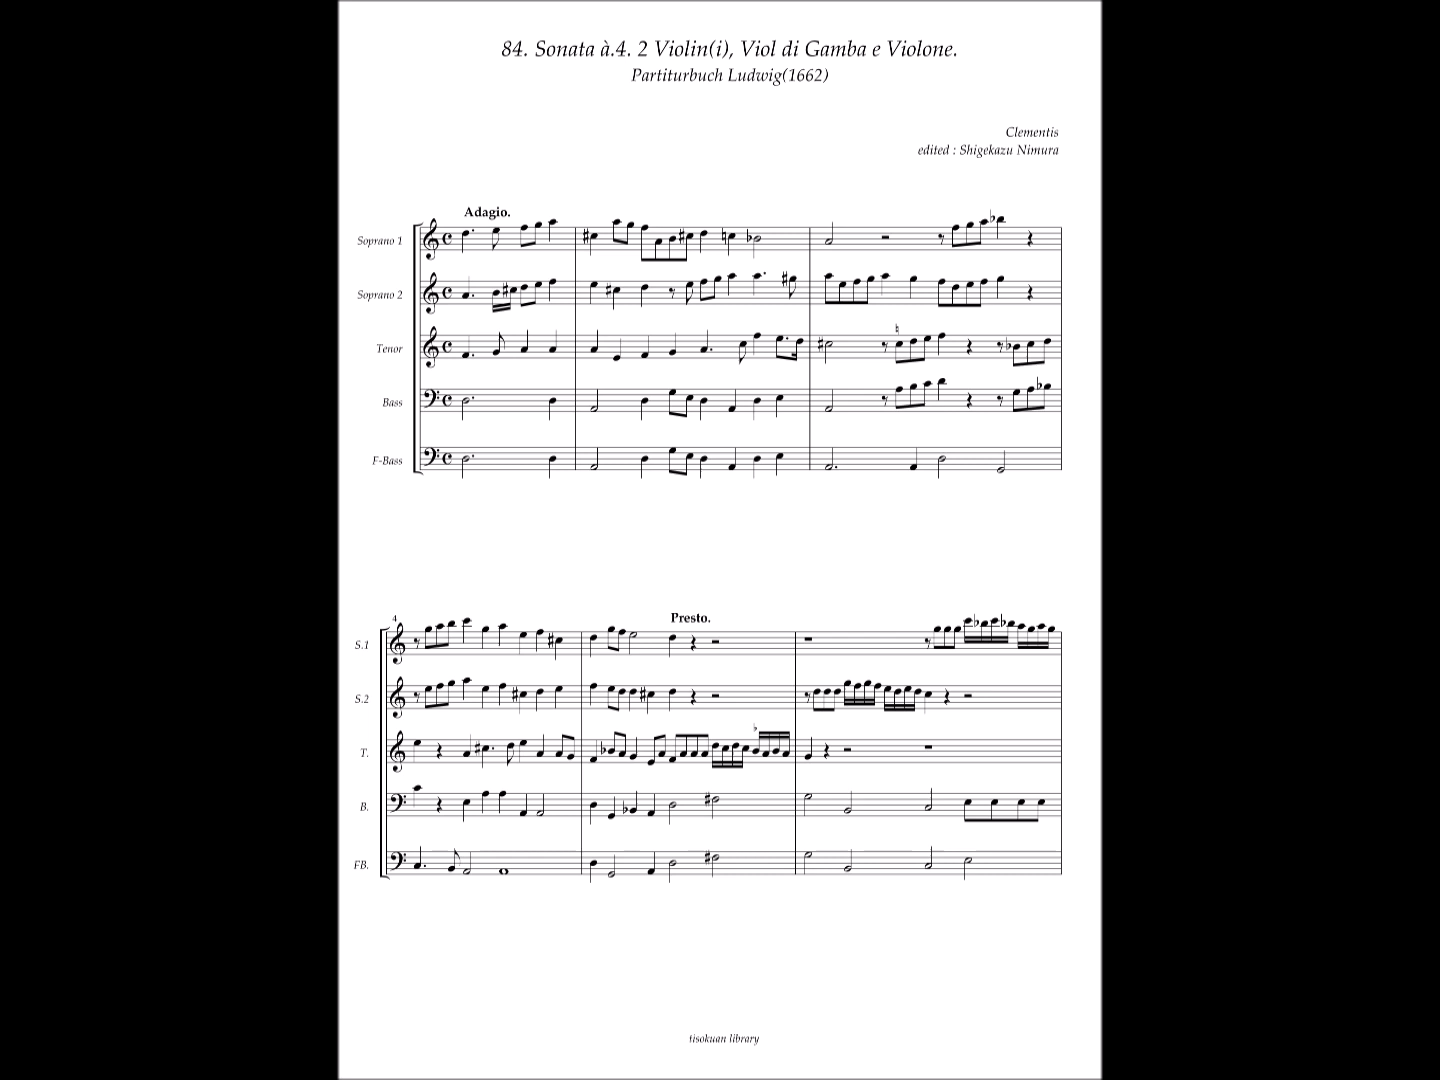 84. Sonata à.4. 2 Violin(i), Viol di Gamba e Violone.
Partiturbuch Ludwig(1662)
Clementis
edited : Shigekazu Nimura
Adagio.
Soprano 1
Soprano 2
Tenor
Bass
F-Bass
4
Presto.
S.1
S.2
T.
B.
FB.
tisokuan library